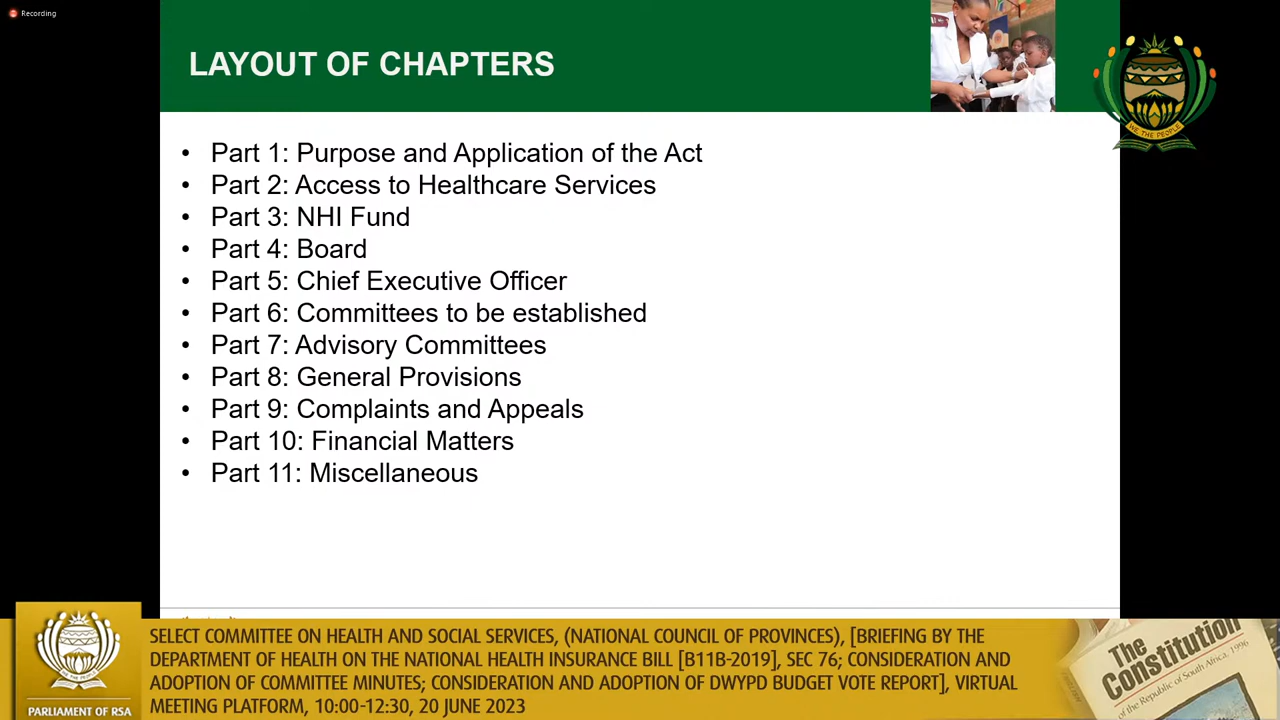 Recording
LAYOUT OF CHAPTERS
WE, THE PEOPLE
• Part 1: Purpose and Application of the Act
• Part 2: Access to Healthcare Services
• Part 3: NHI Fund
• Part 4: Board
• Part 5: Chief Executive Officer
• Part 6: Committees to be established
• Part 7: Advisory Committees
• Part 8: General Provisions
• Part 9: Complaints and Appeals
• Part 10: Financial Matters
• Part 11: Miscellaneous
PARLIAMENT OF RSA
SELECT COMMITTEE ON HEALTH AND SOCIAL SERVICES, (NATIONAL COUNCIL OF PROVINCES), [BRIEFING BY THE
DEPARTMENT OF HEALTH ON THE NATIONAL HEALTH INSURANCE BILL [B11B-2019], SEC 76; CONSIDERATION AND
ADOPTION OF COMMITTEE MINUTES; CONSIDERATION AND ADOPTION OF DWYPD BUDGET VOTE REPORT], VIRTUAL
MEETING PLATFORM, 10:00-12:30, 20 JUNE 2023
The
Constitution
of the Republic of South Africa, 1996